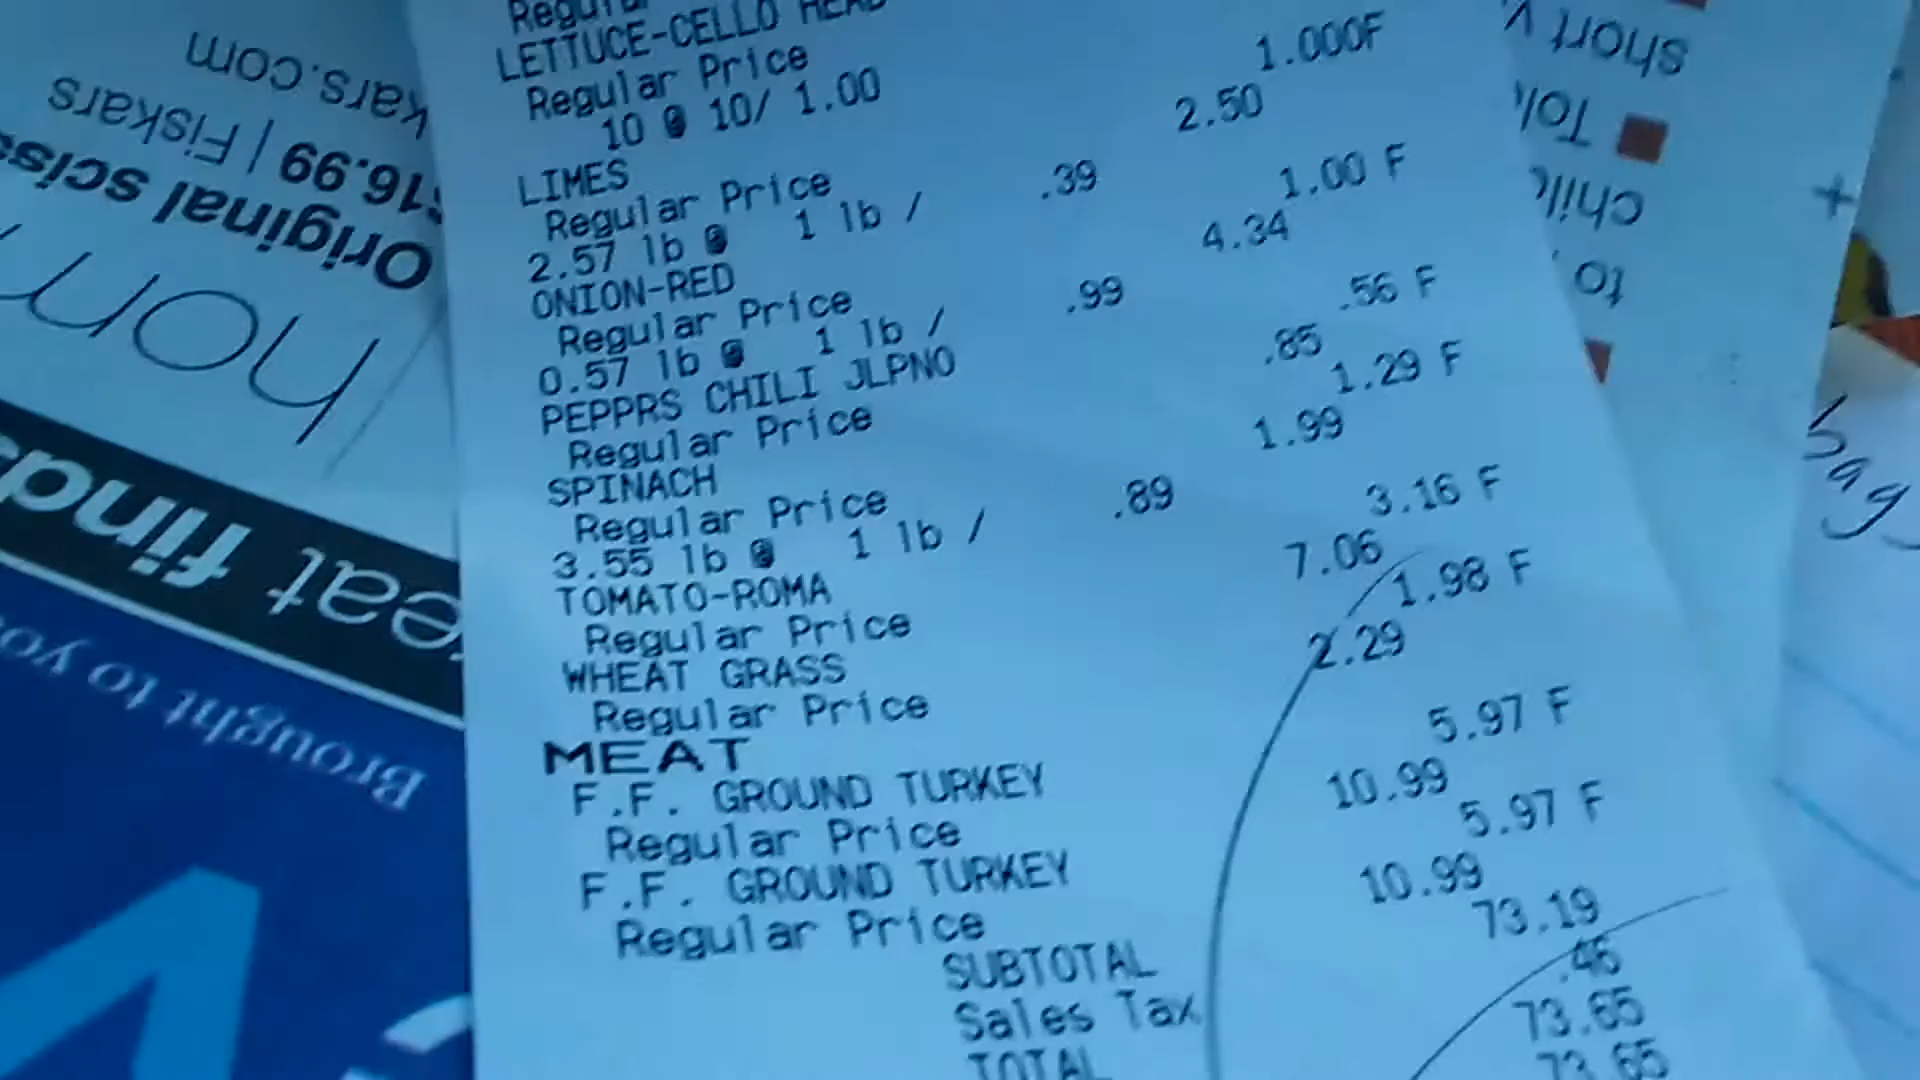 LETTUCE-CELLO HEAD
Regular Price
10 @ 10/ 1.00
LIMES 1.000F
Regular Price 2.50
2.57 lb @ 1 lb / .39
ONION-RED 1.00 F
Regular Price 4.34
0.57 lb @ 1 lb / .99
PEPPRS CHILI JLPNO .56 F
Regular Price .85
SPINACH 1.29 F
Regular Price 1.99
3.55 lb @ 1 lb / .89
TOMATO-ROMA 3.16 F
Regular Price 7.06
WHEAT GRASS 1.98 F
Regular Price 2.29
MEAT
F.F. GROUND TURKEY 5.97 F
Regular Price 10.99
F.F. GROUND TURKEY 5.97 F
Regular Price 10.99
SUBTOTAL 73.19
Sales Tax .46
TOTAL 73.65
73.65
Original
$16.99 | Fiskars
kars.com
eat finds
Brought to
short
to